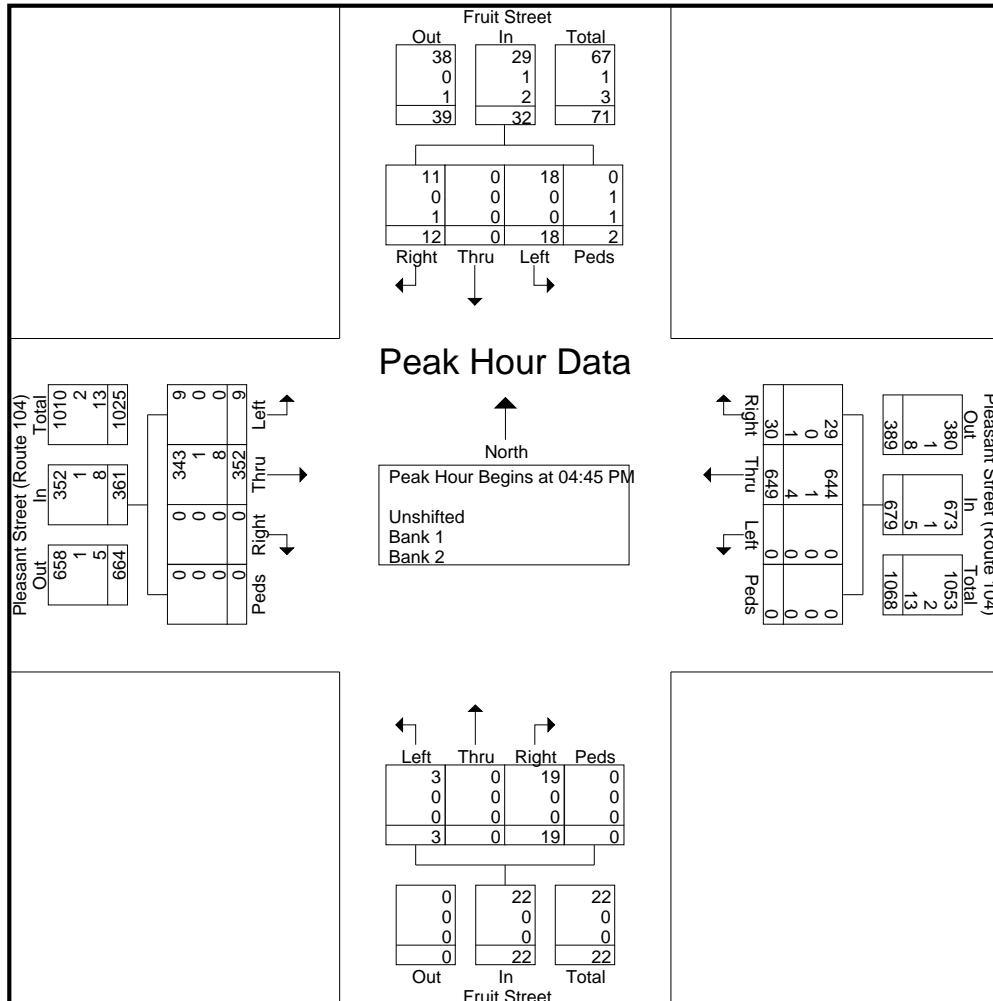 Fruit Street
Out In Total
38 29 67
0 1 1
1 2 3
39 32 71
11 0 18 0
0 0 0 1
1 0 0 1
12 0 18 2
Right Thru Left Peds
Peak Hour Data
North
Peak Hour Begins at 04:45 PM
Unshifted
Bank 1
Bank 2
Pleasant Street (Route 104)
Total In Out
1010 352 658
2 1 1
13 8 5
1025 361 664
9 343 0 0
0 1 0 0
0 8 0 0
9 352 0 0
Left Thru Right Peds
Pleasant Street (Route 104)
Out In Total
380 673 1053
1 1 2
8 5 13
389 679 1068
29 644 0 0
0 1 0 0
1 4 0 0
30 649 0 0
Right Thru Left Peds
Left Thru Right Peds
3 0 19 0
0 0 0 0
0 0 0 0
3 0 19 0
0 22 22
0 0 0
0 0 0
0 22 22
Out In Total
Fruit Street